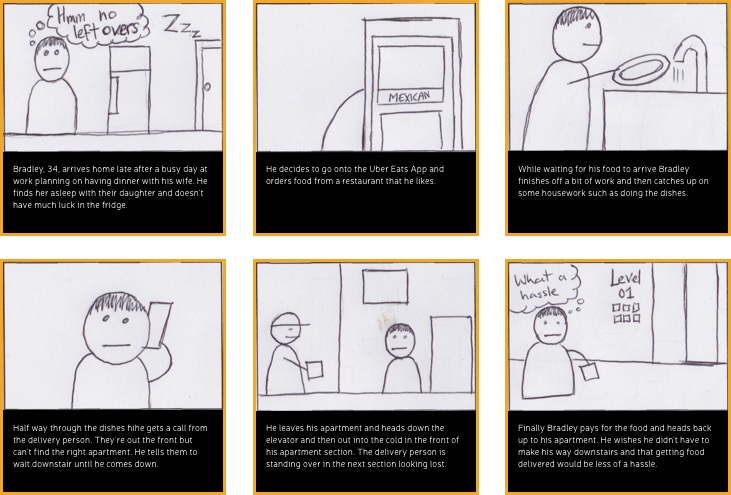 Hmm no
left overs
ZZzz
Bradley, 34, arrives home late after a busy day at
work planning on having dinner with his wife. He
finds her asleep with their daughter and doesn't
have much luck in the fridge.
MEXICAN
He decides to go onto the Uber Eats App and
orders food from a restaurant that he likes.
While waiting for his food to arrive Bradley
finishes off a bit of work and then catches up on
some housework such as doing the dishes.
Half way through the dishes hihe gets a call from
the delivery person. They're out the front but
can't find the right apartment. He tells them to
wait downstair until he comes down.
He leaves his apartment and heads down the
elevator and then out into the cold in the front of
his apartment section. The delivery person is
standing over in the next section looking lost.
What a
hassle
Level
01
Finally Bradley pays for the food and heads back
up to his apartment. He wishes he didn't have to
make his way downstairs and that getting food
delivered would be less of a hassle.